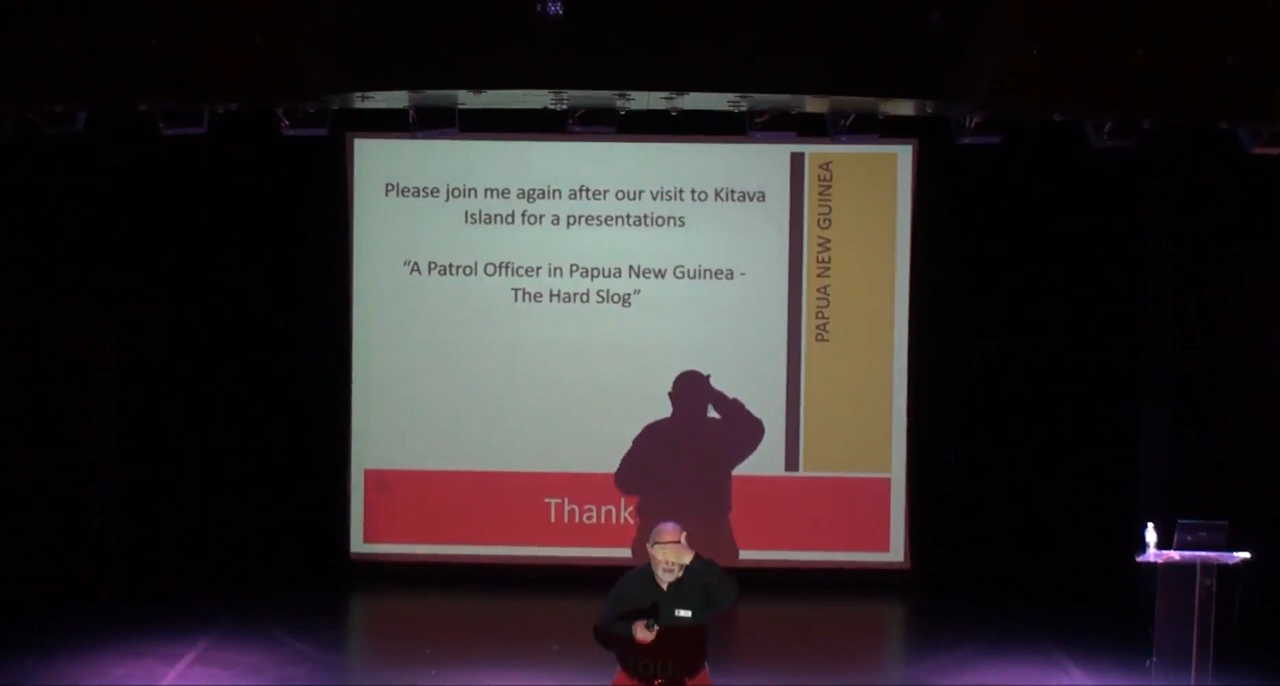 Please join me again after our visit to Kitava
Island for a presentations
“A Patrol Officer in Papua New Guinea -
The Hard Slog”
PAPUA NEW GUINEA
Thank
ou